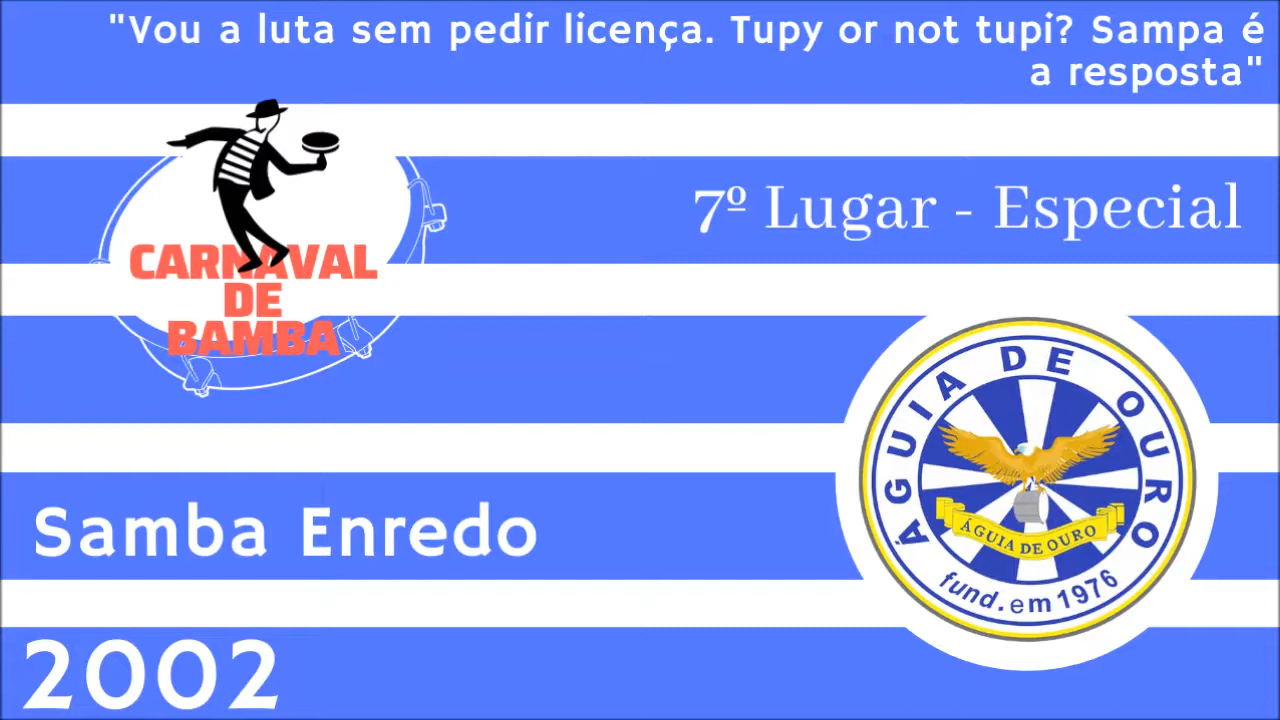 "Vou a luta sem pedir licença. Tupy or not tupi? Sampa é
a resposta"
7º Lugar - Especial
CARNAVAL
DE
BAMBA
ÁGUIA DE OURO
ÁGUIA DE OURO
fund.em 1976
Samba Enredo
2002